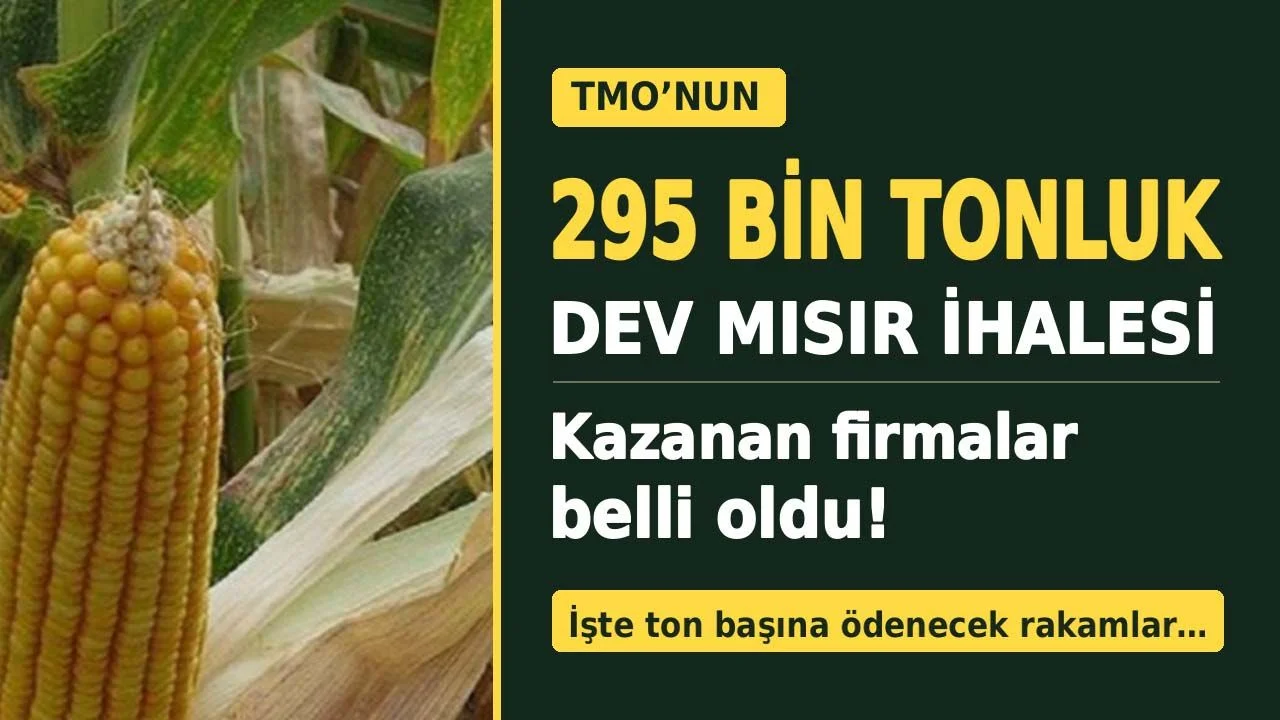 TMO’NUN
295 BİN TONLUK
DEV MISIR İHALESİ
Kazanan firmalar
belli oldu!
İşte ton başına ödenecek rakamlar...